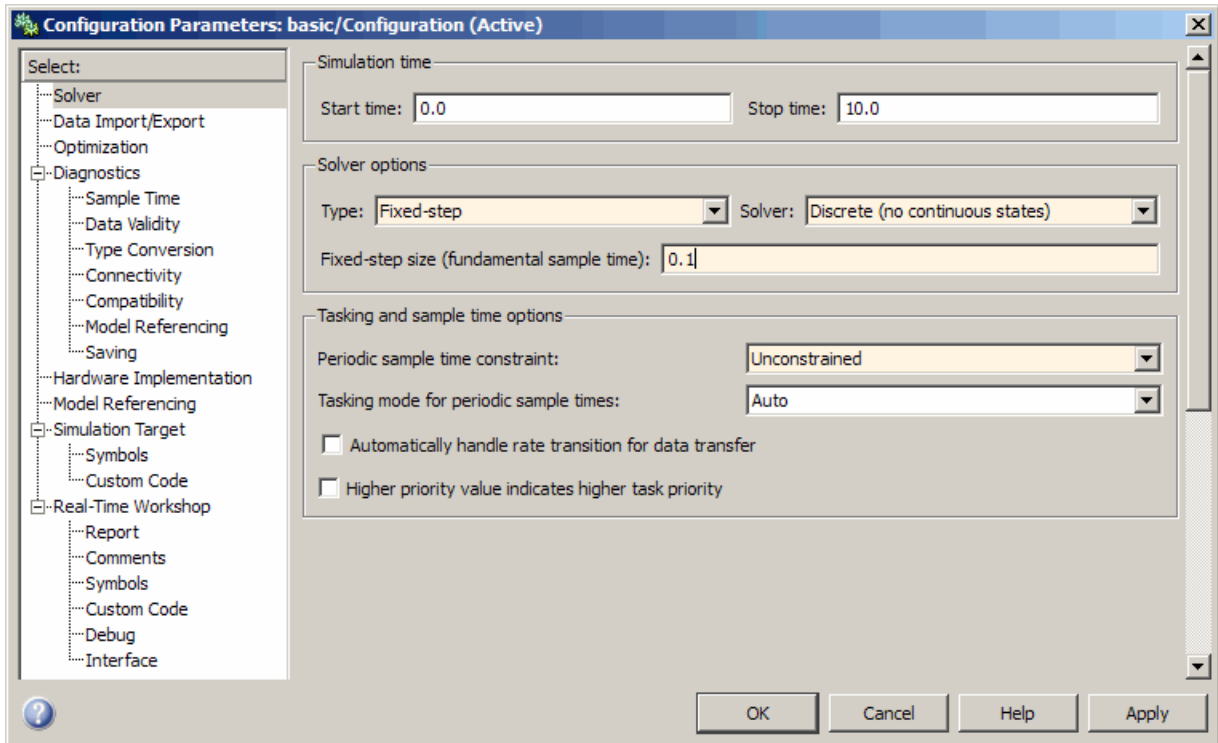 Configuration Parameters: basic/Configuration (Active)
Select:
Solver
Data Import/Export
Optimization
Diagnostics
Sample Time
Data Validity
Type Conversion
Connectivity
Compatibility
Model Referencing
Saving
Hardware Implementation
Model Referencing
Simulation Target
Symbols
Custom Code
Real-Time Workshop
Report
Comments
Symbols
Custom Code
Debug
Interface
Simulation time
Start time: 0.0 Stop time: 10.0
Solver options
Type: Fixed-step Solver: Discrete (no continuous states)
Fixed-step size (fundamental sample time): 0.1
Tasking and sample time options
Periodic sample time constraint: Unconstrained
Tasking mode for periodic sample times: Auto
Automatically handle rate transition for data transfer
Higher priority value indicates higher task priority
? OK Cancel Help Apply